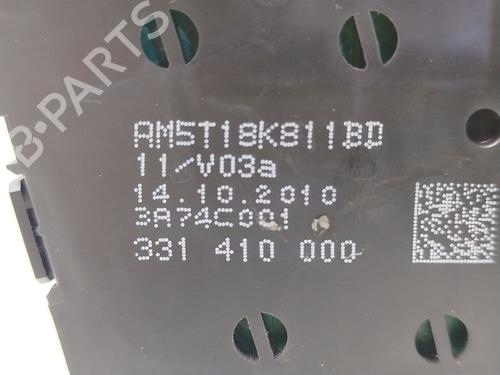 B-PARTS
AM5T18K811BD
11/V03a
14.10.2010
3A74C001
331 410 000